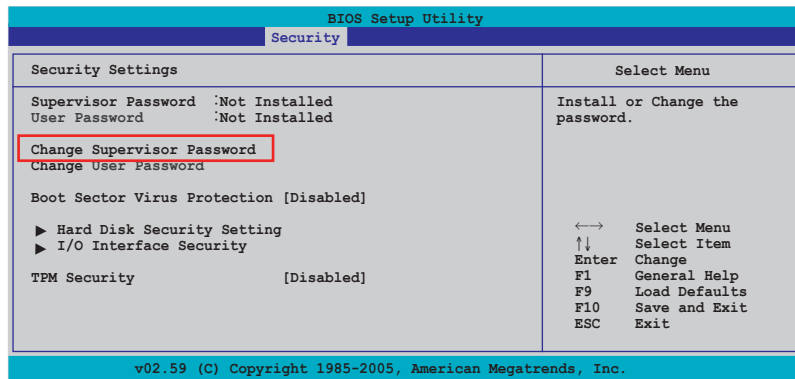 BIOS Setup Utility
Security
Security Settings
Supervisor Password :Not Installed
User Password :Not Installed
Change Supervisor Password
Change User Password
Boot Sector Virus Protection [Disabled]
▶ Hard Disk Security Setting
▶ I/O Interface Security
TPM Security [Disabled]
Select Menu
Install or Change the
password.
←→ Select Menu
↑↓ Select Item
Enter Change
F1 General Help
F9 Load Defaults
F10 Save and Exit
ESC Exit
v02.59 (C) Copyright 1985-2005, American Megatrends, Inc.